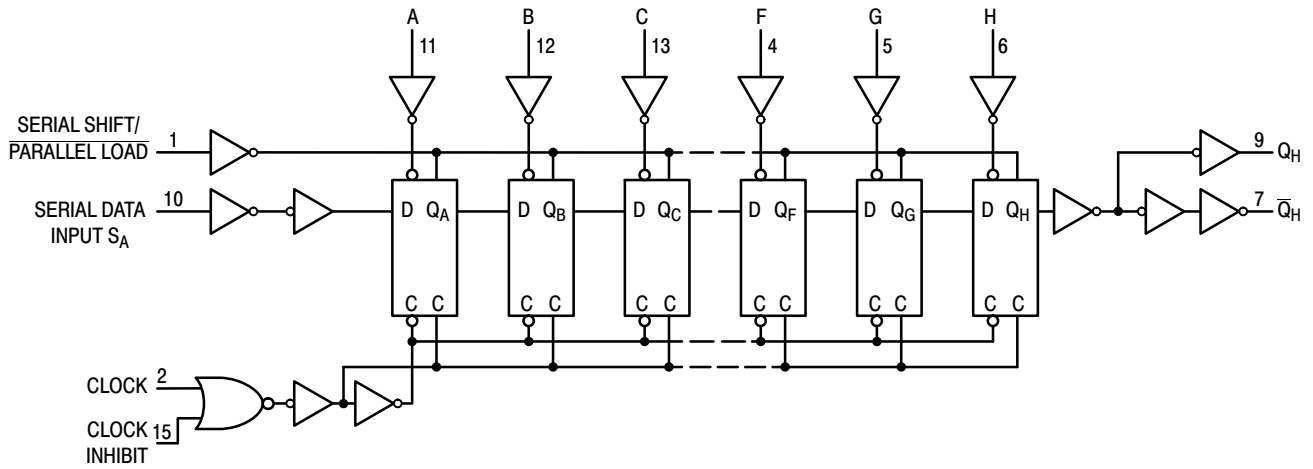 A B C F G H
11 12 13 4 5 6
SERIAL SHIFT/
PARALLEL LOAD 1
9 QH
SERIAL DATA
INPUT SA 10
D QA D QB D QC D QF D QG D QH
7 QH
C C C C C C C C C C C C
CLOCK 2
CLOCK
INHIBIT 15